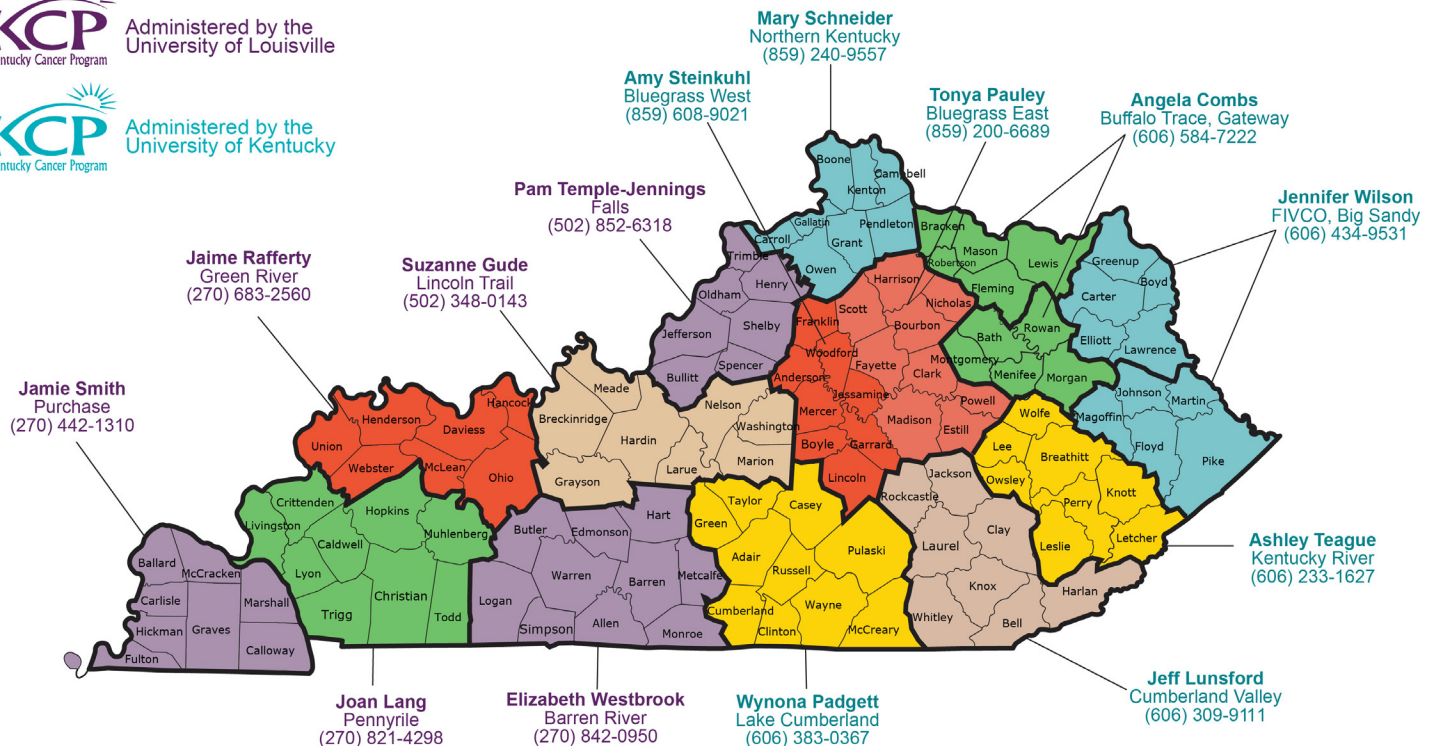 KCP
Kentucky Cancer Program
Administered by the
University of Louisville
KCP
Kentucky Cancer Program
Administered by the
University of Kentucky
Mary Schneider
Northern Kentucky
(859) 240-9557
Amy Steinkuhl
Bluegrass West
(859) 608-9021
Tonya Pauley
Bluegrass East
(859) 200-6689
Angela Combs
Buffalo Trace, Gateway
(606) 584-7222
Pam Temple-Jennings
Falls
(502) 852-6318
Jennifer Wilson
FIVCO, Big Sandy
(606) 434-9531
Jaime Rafferty
Green River
(270) 683-2560
Suzanne Gude
Lincoln Trail
(502) 348-0143
Jamie Smith
Purchase
(270) 442-1310
Boone
Campbell
Kenton
Gallatin
Pendleton
Carroll
Grant
Owen
Bracken
Mason
Robertson
Lewis
Fleming
Greenup
Boyd
Carter
Elliott
Lawrence
Trimble
Henry
Oldham
Jefferson
Shelby
Spencer
Bullitt
Harrison
Nicholas
Scott
Franklin
Bourbon
Woodford
Fayette
Clark
Anderson
Jessamine
Mercer
Madison
Powell
Estill
Boyle
Garrard
Lincoln
Bath
Rowan
Montgomery
Menifee
Morgan
Johnson
Martin
Magoffin
Floyd
Pike
Meade
Breckinridge
Hardin
Nelson
Washington
Larue
Marion
Grayson
Hancock
Henderson
Daviess
Union
Webster
McLean
Ohio
Wolfe
Lee
Breathitt
Owsley
Perry
Knott
Leslie
Letcher
Jackson
Rockcastle
Clay
Laurel
Knox
Harlan
Whitley
Bell
Crittenden
Livingston
Hopkins
Caldwell
Muhlenberg
Lyon
Trigg
Christian
Todd
Butler
Edmonson
Hart
Warren
Barren
Metcalfe
Logan
Simpson
Allen
Monroe
Taylor
Casey
Green
Adair
Pulaski
Russell
Cumberland
Wayne
Clinton
McCreary
Ballard
McCracken
Carlisle
Marshall
Hickman
Graves
Calloway
Fulton
Ashley Teague
Kentucky River
(606) 233-1627
Jeff Lunsford
Cumberland Valley
(606) 309-9111
Joan Lang
Pennyrile
(270) 821-4298
Elizabeth Westbrook
Barren River
(270) 842-0950
Wynona Padgett
Lake Cumberland
(606) 383-0367